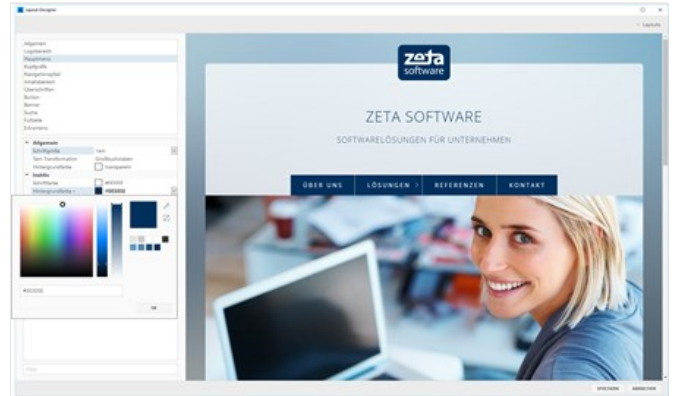 Layout-Designer
Layouts
Allgemein
Logobereich
Hauptmenü
Kopfgrafik
Navigationspfad
Inhaltsbereich
Überschriften
Button
Banner
Suche
Fußzeile
Extramenü
Allgemein
Schriftgröße
Text-Transformation Großbuchstaben
Hintergrundfarbe transparent
Inaktiv
Schriftfarbe
Hintergrundfarbe
OK
zeta
software
ZETA SOFTWARE
SOFTWARELÖSUNGEN FÜR UNTERNEHMEN
ÜBER UNS LÖSUNGEN > REFERENZEN KONTAKT
SPEICHERN ABBRECHEN